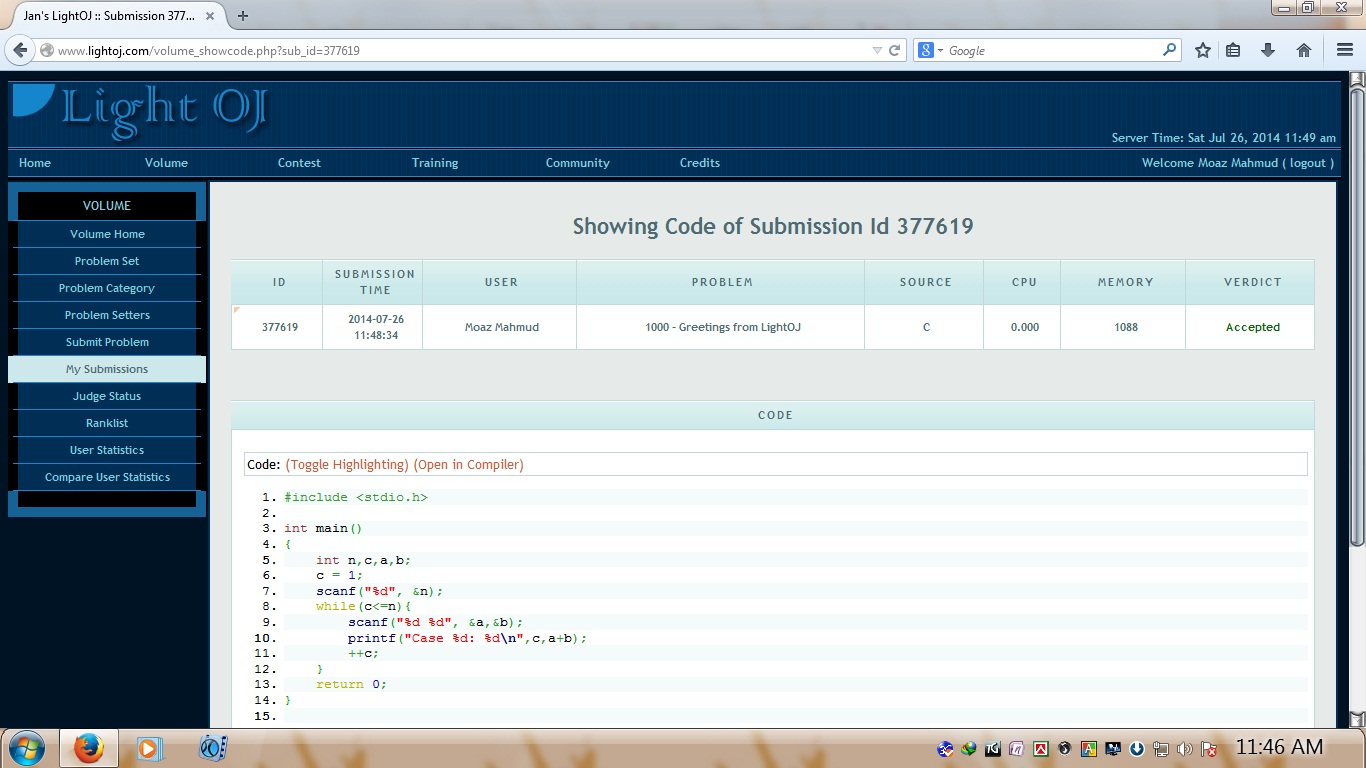 Jan's LightOJ :: Submission 377...
www.lightoj.com/volume_showcode.php?sub_id=377619
Google
Light OJ
Server Time: Sat Jul 26, 2014 11:49 am
Home Volume Contest Training Community Credits Welcome Moaz Mahmud ( logout )
VOLUME
Volume Home
Problem Set
Problem Category
Problem Setters
Submit Problem
My Submissions
Judge Status
Ranklist
User Statistics
Compare User Statistics
Showing Code of Submission Id 377619
ID SUBMISSION TIME USER PROBLEM SOURCE CPU MEMORY VERDICT
377619 2014-07-26 11:48:34 Moaz Mahmud 1000 - Greetings from LightOJ C 0.000 1088 Accepted
CODE
Code: (Toggle Highlighting) (Open in Compiler)
1. #include <stdio.h>
2.
3. int main()
4. {
5.     int n,c,a,b;
6.     c = 1;
7.     scanf("%d", &n);
8.     while(c<=n){
9.         scanf("%d %d", &a,&b);
10.         printf("Case %d: %d\n",c,a+b);
11.         ++c;
12.     }
13.     return 0;
14. }
15.
11:46 AM